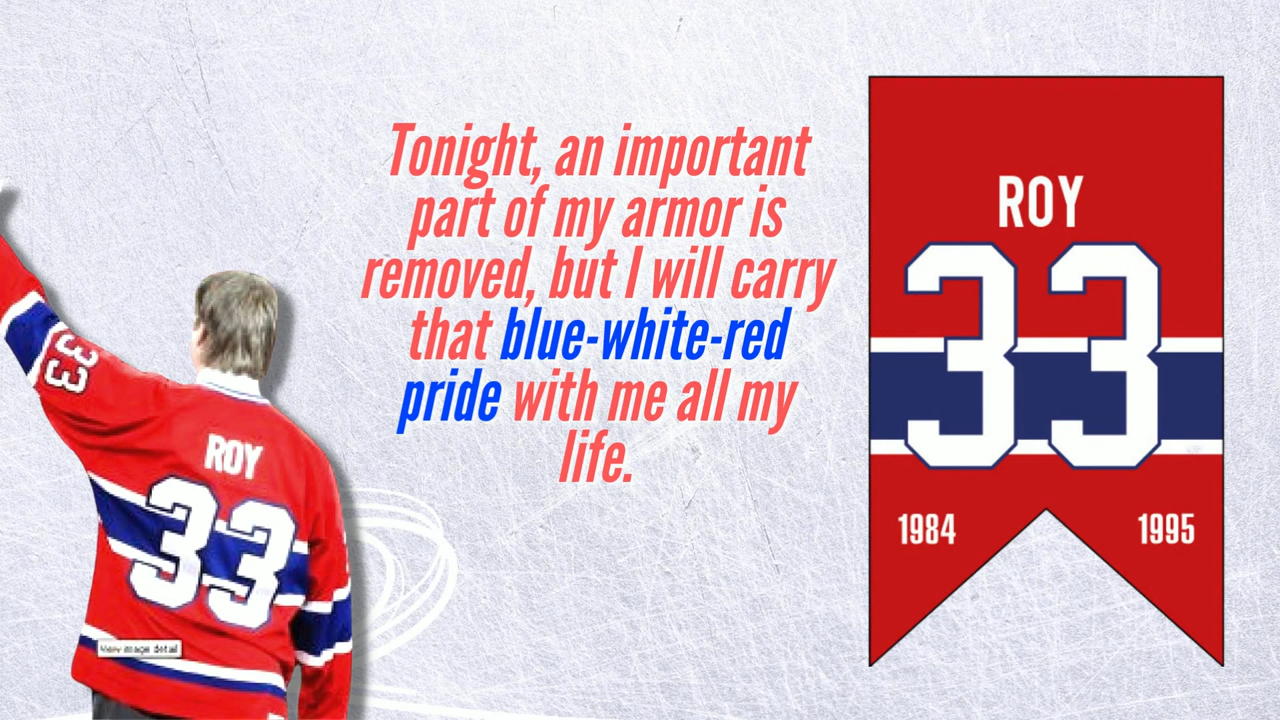 Tonight, an important
part of my armor is
removed, but I will carry
that blue-white-red
pride with me all my
life.
ROY
33
1984
1995
33
ROY
33
View image detail